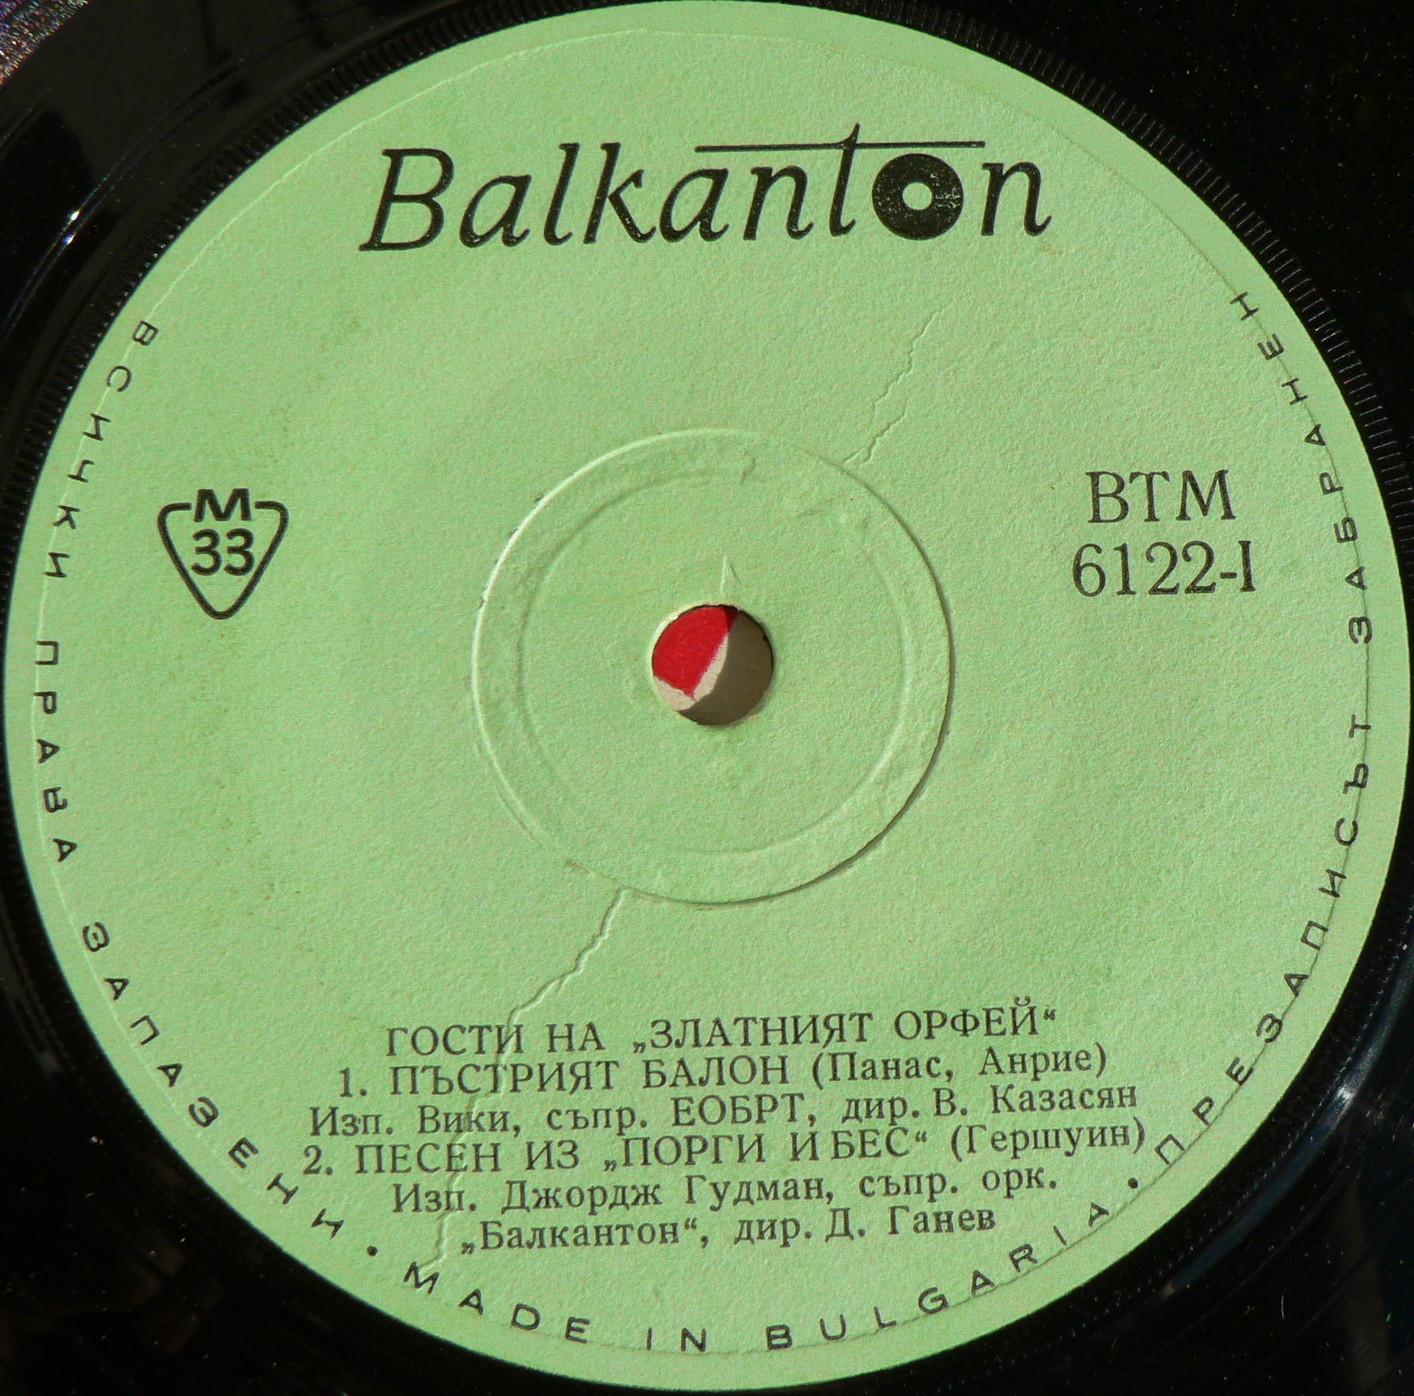 Balkanton
М
33
ВТМ
6122-I
ГОСТИ НА „ЗЛАТНИЯТ ОРФЕЙ“
1. ПЪСТРИЯТ БАЛОН (Панас, Анрие)
Изп. Вики, съпр. ЕОБРТ, дир. В. Казасян
2. ПЕСЕН ИЗ „ПОРГИ И БЕС“ (Гершуин)
Изп. Джордж Гудман, съпр. орк.
„Балкантон“, дир. Д. Ганев
ВСИЧКИ ПРАВА ЗАПАЗЕНИ • MADE IN BULGARIA • ПРЕЗАПИСЪТ ЗАБРАНЕН